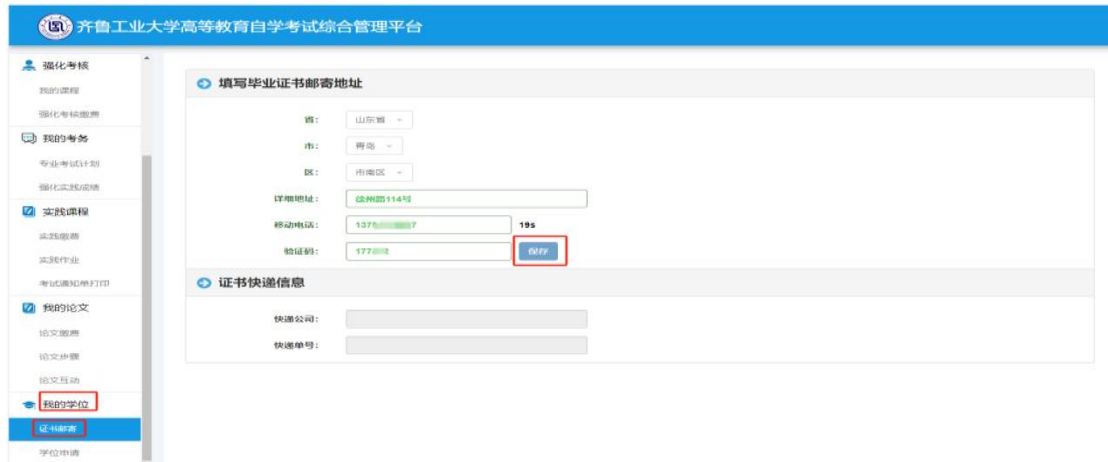 齐鲁工业大学高等教育自学考试综合管理平台
强化考核
我的课程
强化考核缴费
我的考务
专业考试计划
强化实践成绩
实践课程
实践缴费
实践作业
考试通知单打印
我的论文
论文缴费
论文步骤
论文互动
我的学位
证书邮寄
学位申请
填写毕业证书邮寄地址
省： 山东省
市： 青岛
区： 市南区
详细地址： 徐州路114号
移动电话： 137 7 19s
验证码： 177 保存
证书快递信息
快递公司：
快递单号：